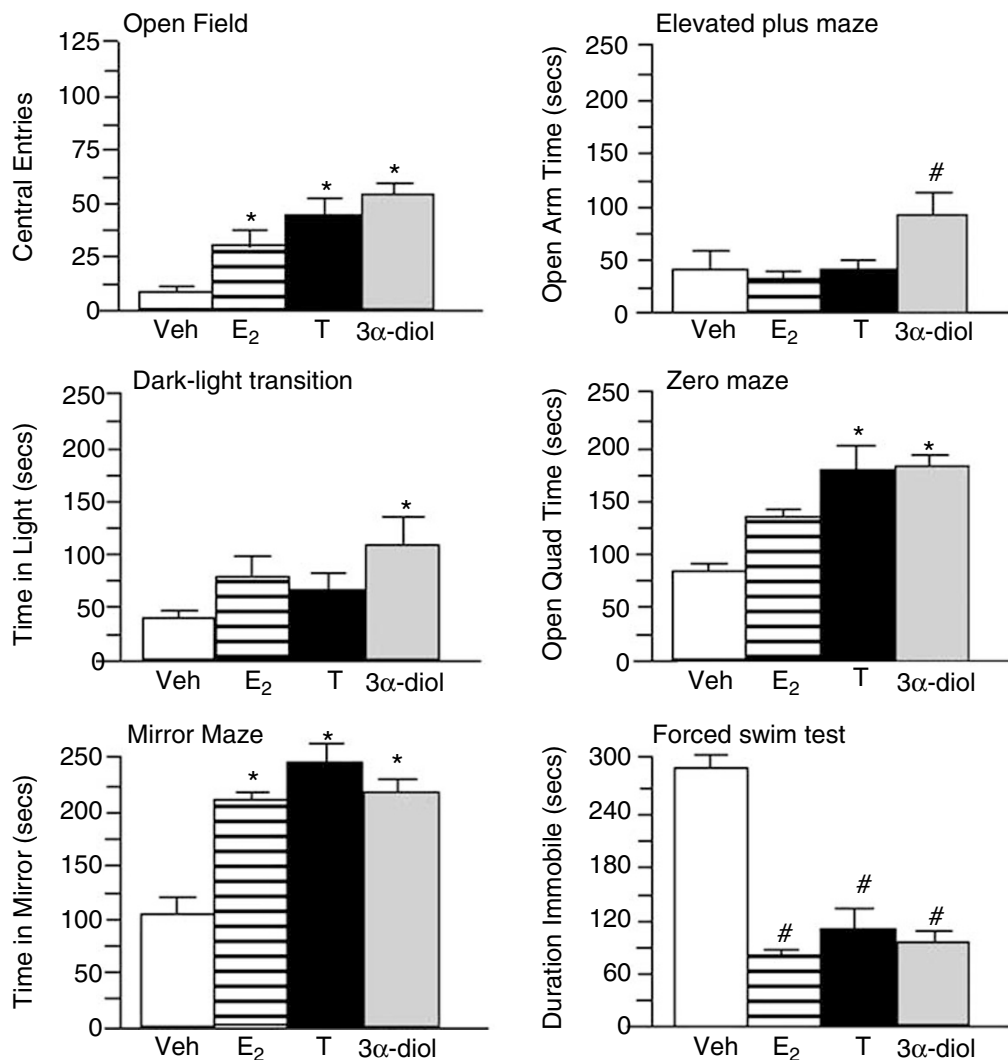 Open Field
Central Entries
125
100
75
50
25
0
*
*
*
Veh E₂ T 3α-diol
Elevated plus maze
Open Arm Time (secs)
250
200
150
100
50
0
#
Veh E₂ T 3α-diol
Dark-light transition
Time in Light (secs)
250
200
150
100
50
0
*
Veh E₂ T 3α-diol
Zero maze
Open Quad Time (secs)
250
200
150
100
50
0
*
*
Veh E₂ T 3α-diol
Mirror Maze
Time in Mirror (secs)
250
200
150
100
50
0
*
*
*
Veh E₂ T 3α-diol
Forced swim test
Duration Immobile (secs)
300
240
180
120
60
0
#
#
#
Veh E₂ T 3α-diol